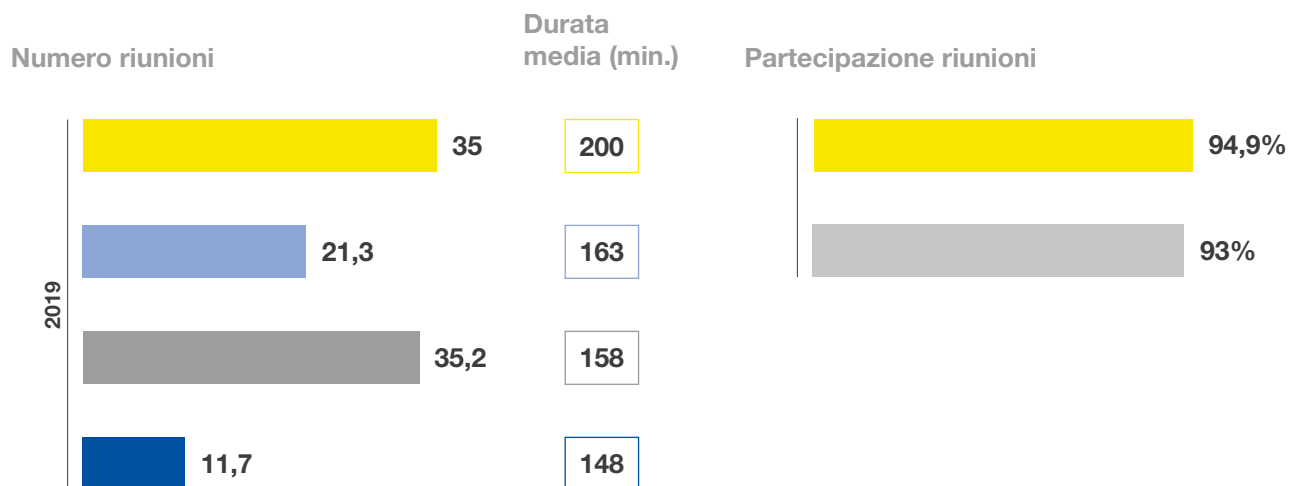 Numero riunioni
Durata
media (min.)
Partecipazione riunioni
2019
35
200
94,9%
21,3
163
93%
35,2
158
11,7
148